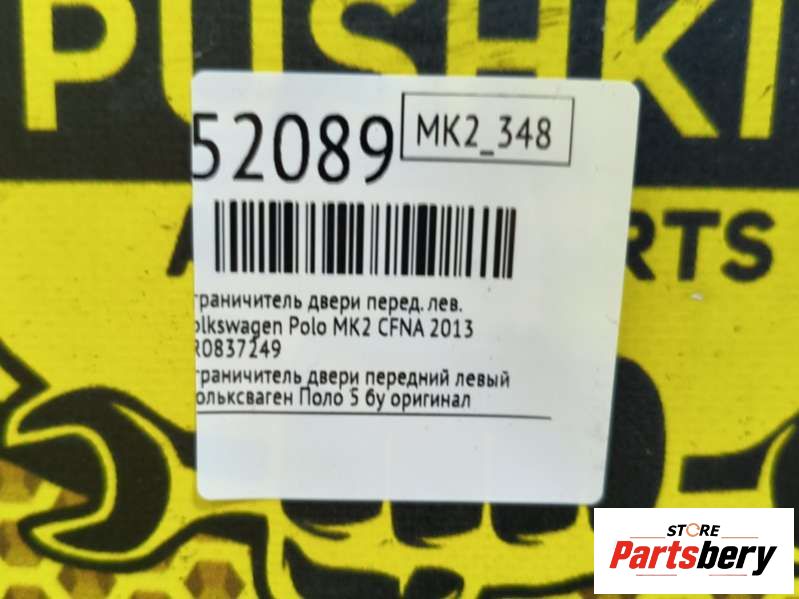 PUSHKI
52089
MK2_348
RTS
граничитель двери перед. лев.
olkswagen Polo MK2 CFNA 2013
R0837249
граничитель двери передний левый
ольксваген Поло 5 бу оригинал
STORE
Partsbery